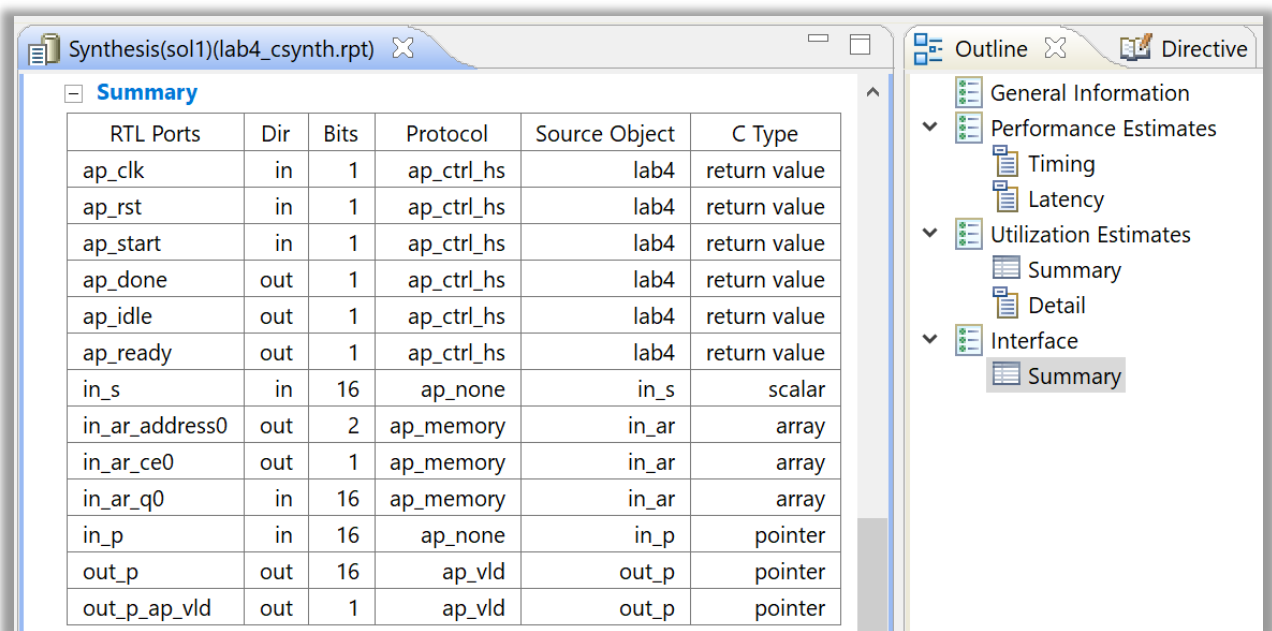 Synthesis(sol1)(lab4_csynth.rpt)
Summary
RTL Ports Dir Bits Protocol Source Object C Type
ap_clk in 1 ap_ctrl_hs lab4 return value
ap_rst in 1 ap_ctrl_hs lab4 return value
ap_start in 1 ap_ctrl_hs lab4 return value
ap_done out 1 ap_ctrl_hs lab4 return value
ap_idle out 1 ap_ctrl_hs lab4 return value
ap_ready out 1 ap_ctrl_hs lab4 return value
in_s in 16 ap_none in_s scalar
in_ar_address0 out 2 ap_memory in_ar array
in_ar_ce0 out 1 ap_memory in_ar array
in_ar_q0 in 16 ap_memory in_ar array
in_p in 16 ap_none in_p pointer
out_p out 16 ap_vld out_p pointer
out_p_ap_vld out 1 ap_vld out_p pointer
Outline Directive
General Information
Performance Estimates
Timing
Latency
Utilization Estimates
Summary
Detail
Interface
Summary